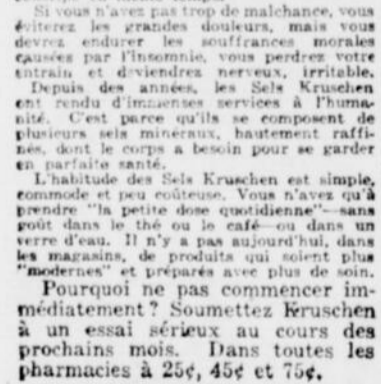 Si vous n'avez pas trop de malchance, vous
éviterez les grandes douleurs, mais vous
devrez endurer les souffrances morales
causées par l'insomnie, vous perdrez votre
entrain et deviendrez nerveux, irritable.
Depuis des années, les Sels Kruschen
ont rendu d'immenses services à l'huma-
nité. C'est parce qu'ils se composent de
plusieurs sels minéraux, hautement raffi-
nés, dont le corps a besoin pour se garder
en parfaite santé.
L'habitude des Sels Kruschen est simple,
commode et peu coûteuse. Vous n'avez qu'à
prendre "la petite dose quotidienne"—sans
goût dans le thé ou le café—ou dans un
verre d'eau. Il n'y a pas aujourd'hui, dans
les magasins, de produits qui soient plus
"modernes" et préparés avec plus de soin.
Pourquoi ne pas commencer im-
médiatement? Soumettez Kruschen
à un essai sérieux au cours des
prochains mois. Dans toutes les
pharmacies à 25¢, 45¢ et 75¢.